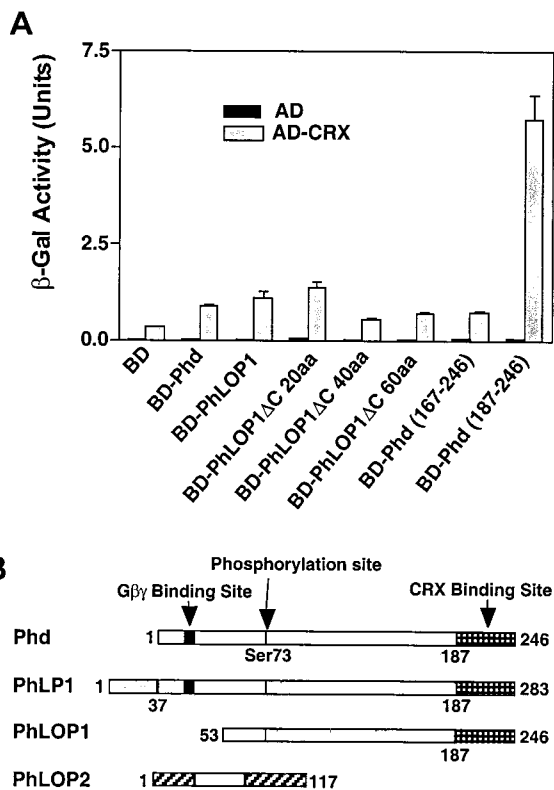 A
β-Gal Activity (Units)
7.5
5.0
2.5
0.0
AD
AD-CRX
BD
BD-Phd
BD-PhLOP1
BD-PhLOP1ΔC 20aa
BD-PhLOP1ΔC 40aa
BD-PhLOP1ΔC 60aa
BD-Phd (167-246)
BD-Phd (187-246)
Phosphorylation site
Gβγ Binding Site
CRX Binding Site
Phd 1 246
Ser73 187
PhLP1 1 283
37 187
PhLOP1 53 246
187
PhLOP2 1 117